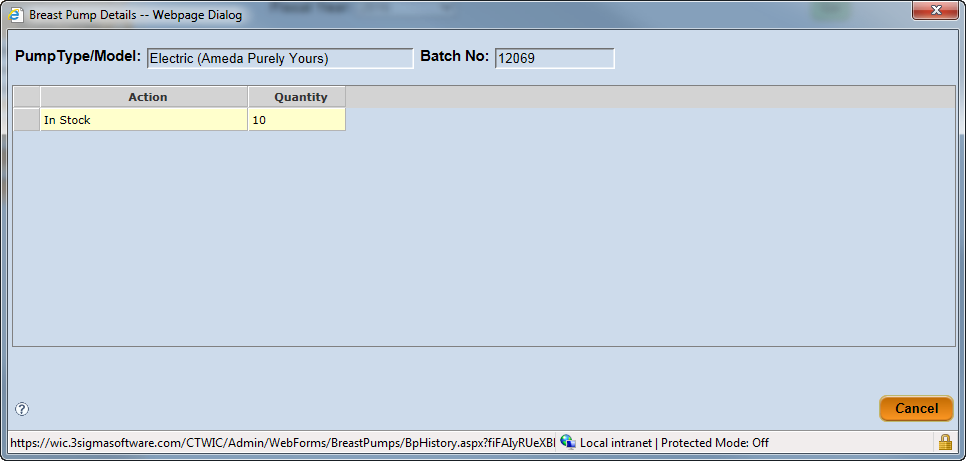 Breast Pump Details -- Webpage Dialog
PumpType/Model: Electric (Ameda Purely Yours) Batch No: 12069
Action Quantity
In Stock 10
?
Cancel
https://wic.3sigmasoftware.com/CTWIC/Admin/WebForms/BreastPumps/BpHistory.aspx?fiFAIyRUeXBl Local intranet | Protected Mode: Off